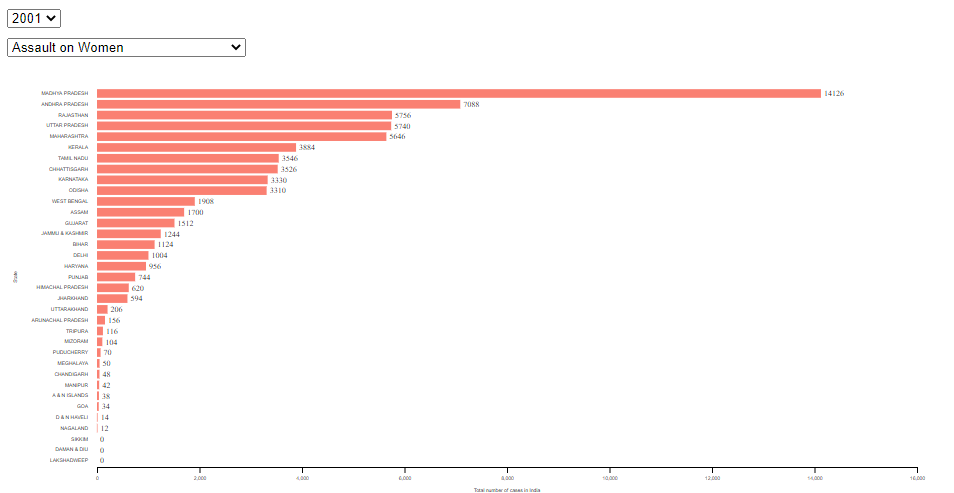 2001
Assault on Women
MADHYA PRADESH 14126
ANDHRA PRADESH 7088
RAJASTHAN 5756
UTTAR PRADESH 5740
MAHARASHTRA 5646
KERALA 3884
TAMIL NADU 3546
CHHATTISGARH 3526
KARNATAKA 3330
ODISHA 3310
WEST BENGAL 1908
ASSAM 1700
GUJARAT 1512
JAMMU & KASHMIR 1244
BIHAR 1124
DELHI 1004
HARYANA 956
PUNJAB 744
HIMACHAL PRADESH 620
JHARKHAND 594
UTTARAKHAND 206
ARUNACHAL PRADESH 156
TRIPURA 116
MIZORAM 104
PUDUCHERRY 70
MEGHALAYA 50
CHANDIGARH 48
MANIPUR 42
A & N ISLANDS 38
GOA 34
D & N HAVELI 14
NAGALAND 12
SIKKIM 0
DAMAN & DIU 0
LAKSHADWEEP 0
State
0 2,000 4,000 6,000 8,000 10,000 12,000 14,000 16,000
Total number of cases in India